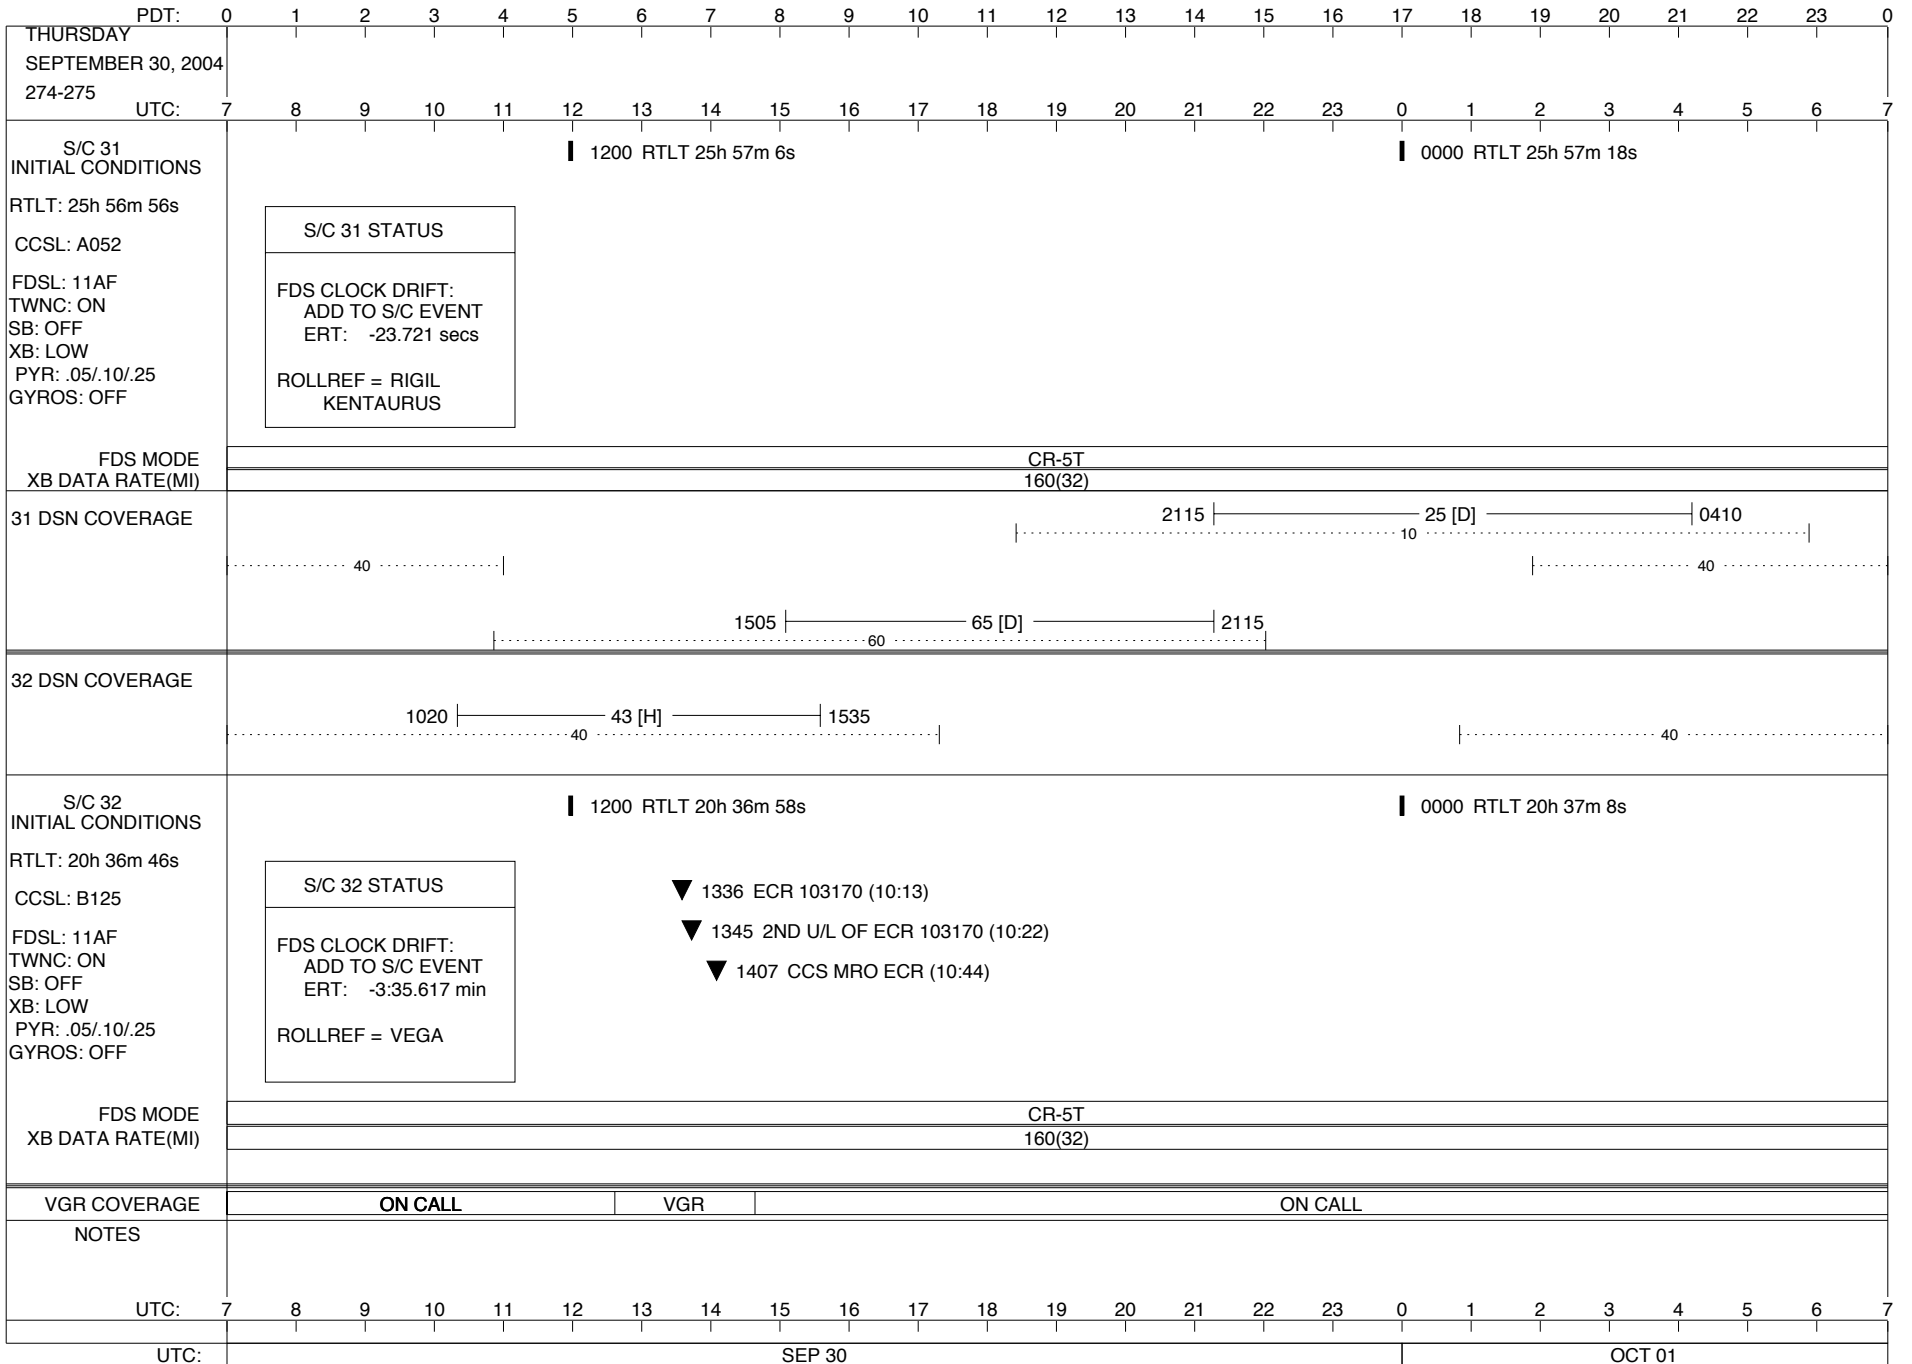 PDT: 0 1 2 3 4 5 6 7 8 9 10 11 12 13 14 15 16 17 18 19 20 21 22 23 0
THURSDAY
SEPTEMBER 30, 2004
274-275
UTC: 7 8 9 10 11 12 13 14 15 16 17 18 19 20 21 22 23 0 1 2 3 4 5 6 7
S/C 31
INITIAL CONDITIONS
1200 RTLT 25h 57m 6s
0000 RTLT 25h 57m 18s
RTLT: 25h 56m 56s
CCSL: A052
FDSL: 11AF
TWNC: ON
SB: OFF
XB: LOW
PYR: .05/.10/.25
GYROS: OFF
S/C 31 STATUS
FDS CLOCK DRIFT:
ADD TO S/C EVENT
ERT: -23.721 secs
ROLLREF = RIGIL
KENTAURUS
FDS MODE CR-5T
XB DATA RATE(MI) 160(32)
31 DSN COVERAGE
2115 25 [D] 0410
10
40 40
1505 65 [D] 2115
60
32 DSN COVERAGE
1020 43 [H] 1535
40 40
S/C 32
INITIAL CONDITIONS
1200 RTLT 20h 36m 58s
0000 RTLT 20h 37m 8s
RTLT: 20h 36m 46s
CCSL: B125
FDSL: 11AF
TWNC: ON
SB: OFF
XB: LOW
PYR: .05/.10/.25
GYROS: OFF
S/C 32 STATUS
FDS CLOCK DRIFT:
ADD TO S/C EVENT
ERT: -3:35.617 min
ROLLREF = VEGA
1336 ECR 103170 (10:13)
1345 2ND U/L OF ECR 103170 (10:22)
1407 CCS MRO ECR (10:44)
FDS MODE CR-5T
XB DATA RATE(MI) 160(32)
VGR COVERAGE ON CALL VGR ON CALL
NOTES
UTC: 7 8 9 10 11 12 13 14 15 16 17 18 19 20 21 22 23 0 1 2 3 4 5 6 7
UTC: SEP 30 OCT 01